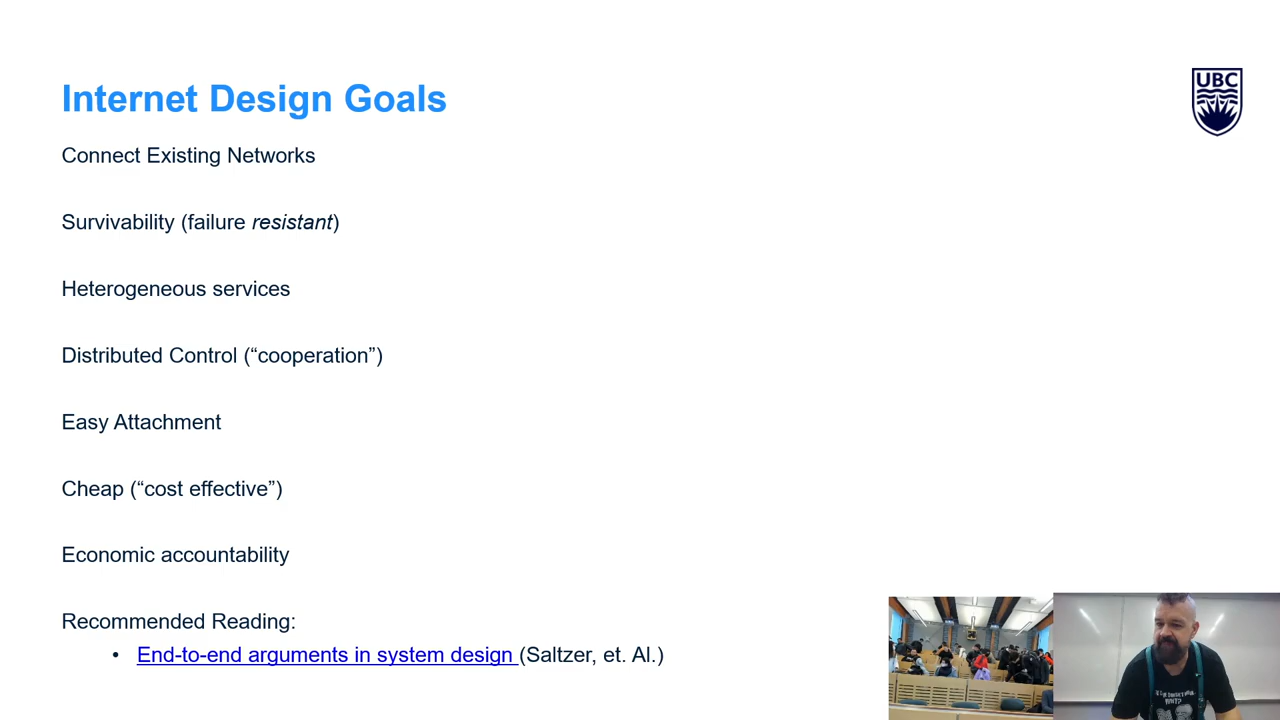 Internet Design Goals
UBC
Connect Existing Networks
Survivability (failure resistant)
Heterogeneous services
Distributed Control (“cooperation”)
Easy Attachment
Cheap (“cost effective”)
Economic accountability
Recommended Reading:
• End-to-end arguments in system design (Saltzer, et. Al.)